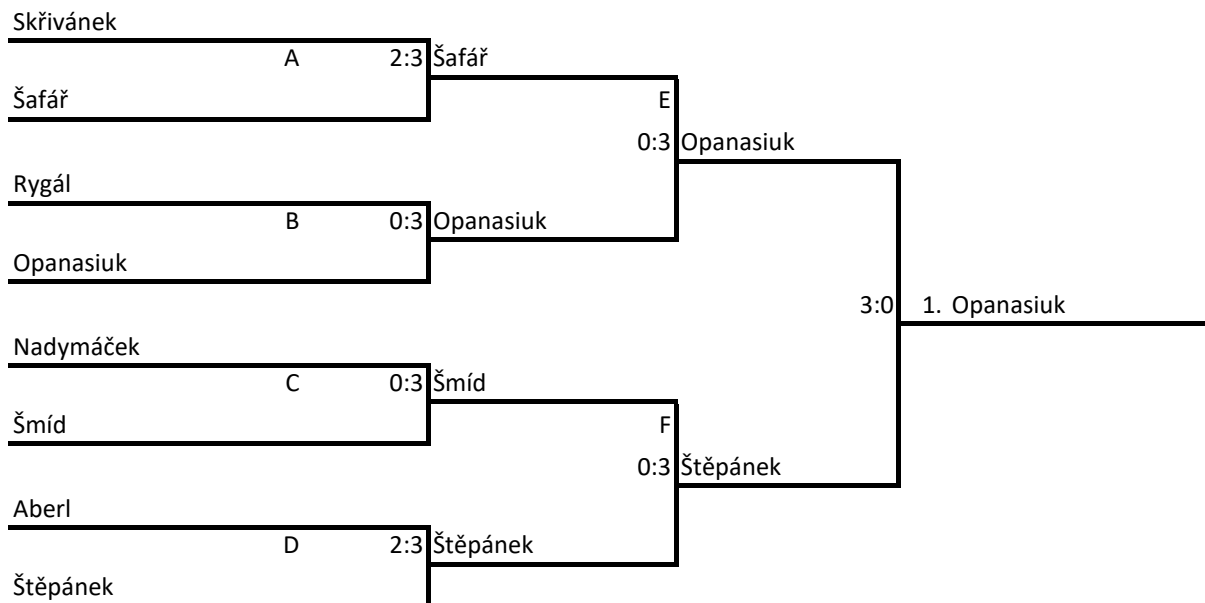 Skřivánek
A 2:3 Šafář
Šafář E
0:3 Opanasiuk
Rygál
B 0:3 Opanasiuk
Opanasiuk
3:0 1. Opanasiuk
Nadymáček
C 0:3 Šmíd
Šmíd F
0:3 Štěpánek
Aberl
D 2:3 Štěpánek
Štěpánek